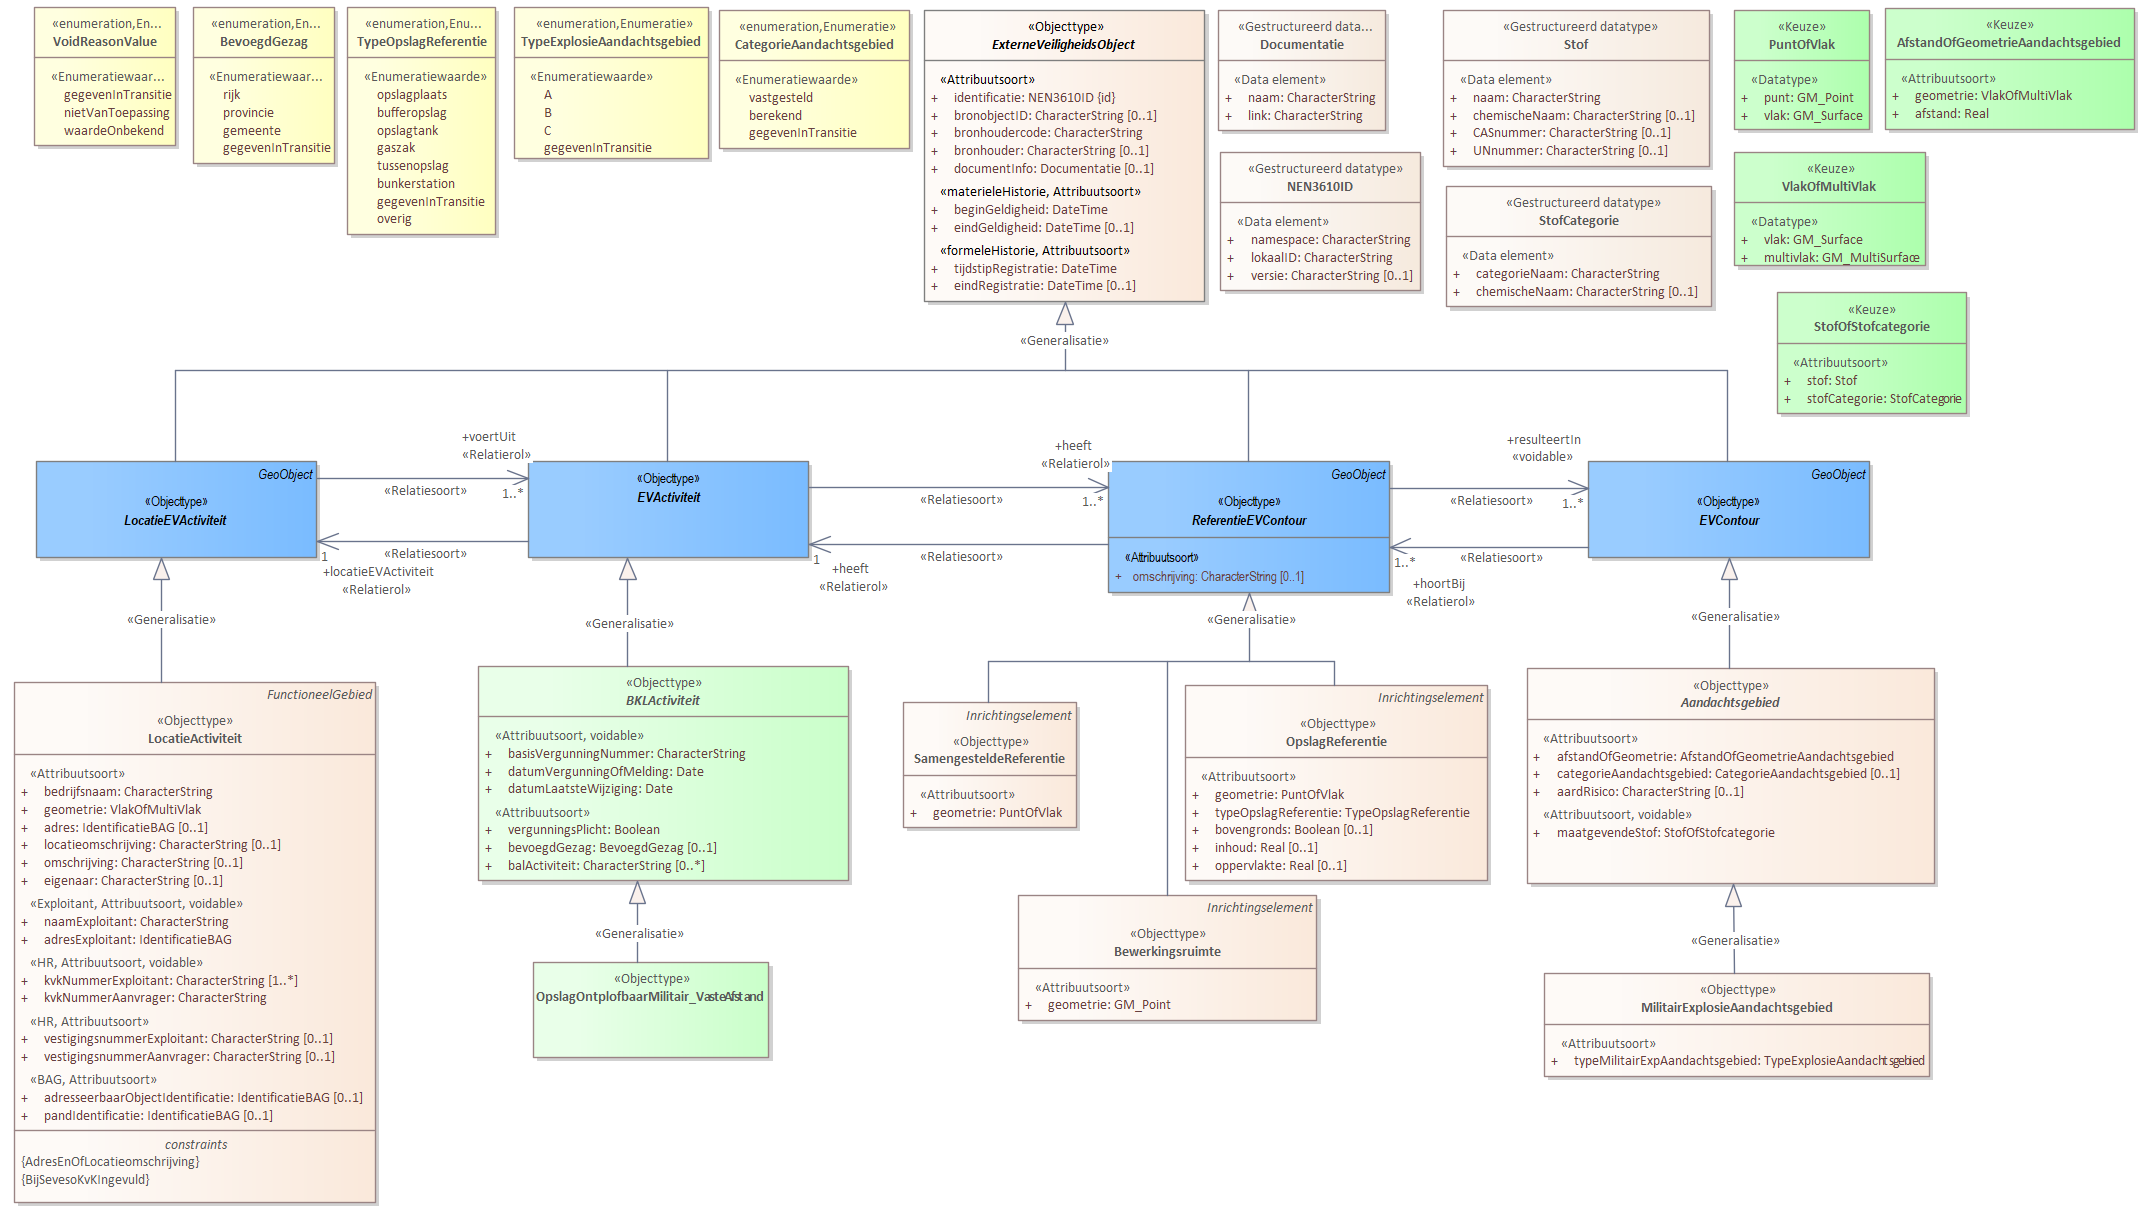 «enumeration,En...
VoidReasonValue
«Enumeratiewaar...
gegevenInTransitie
nietVanToepassing
waardeOnbekend
«enumeration,En...
BevoegdGezag
«Enumeratiewaar...
rijk
provincie
gemeente
gegevenInTransitie
«enumeration,Enu...
TypeOpslagReferentie
«Enumeratiewaarde»
opslagplaats
bufferopslag
opslagtank
gaszak
tussenopslag
bunkerstation
gegevenInTransitie
overig
«enumeration,Enumeratie»
TypeExplosieAandachtsgebied
«Enumeratiewaarde»
A
B
C
gegevenInTransitie
«enumeration,Enumeratie»
CategorieAandachtsgebied
«Enumeratiewaarde»
vastgesteld
berekend
gegevenInTransitie
«Objecttype»
ExterneVeiligheidsObject
«Attribuutsoort»
+ identificatie: NEN3610ID {id}
+ bronobjectID: CharacterString [0..1]
+ bronhoudercode: CharacterString
+ bronhouder: CharacterString [0..1]
+ documentInfo: Documentatie [0..1]
«materieleHistorie, Attribuutsoort»
+ beginGeldigheid: DateTime
+ eindGeldigheid: DateTime [0..1]
«formeleHistorie, Attribuutsoort»
+ tijdstipRegistratie: DateTime
+ eindRegistratie: DateTime [0..1]
«Gestructureerd data...
Documentatie
«Data element»
+ naam: CharacterString
+ link: CharacterString
«Gestructureerd datatype»
NEN3610ID
«Data element»
+ namespace: CharacterString
+ lokaalID: CharacterString
+ versie: CharacterString [0..1]
«Gestructureerd datatype»
Stof
«Data element»
+ naam: CharacterString
+ chemischeNaam: CharacterString [0..1]
+ CASnummer: CharacterString [0..1]
+ UNnummer: CharacterString [0..1]
«Gestructureerd datatype»
StofCategorie
«Data element»
+ categorieNaam: CharacterString
+ chemischeNaam: CharacterString [0..1]
«Keuze»
PuntOfVlak
«Datatype»
+ punt: GM_Point
+ vlak: GM_Surface
«Keuze»
AfstandOfGeometrieAandachtsgebied
«Attribuutsoort»
+ geometrie: VlakOfMultiVlak
+ afstand: Real
«Keuze»
VlakOfMultiVlak
«Datatype»
+ vlak: GM_Surface
+ multivlak: GM_MultiSurface
«Keuze»
StofOfStofcategorie
«Attribuutsoort»
+ stof: Stof
+ stofCategorie: StofCategorie
«Generalisatie»
GeoObject
«Objecttype»
LocatieEVActiviteit
+voertUit
«Relatierol»
«Relatiesoort»
1..*
«Relatiesoort»
1
+locatieEVActiviteit
«Relatierol»
«Objecttype»
EVActiviteit
+heeft
«Relatierol»
«Relatiesoort»
1..*
«Relatiesoort»
1
+heeft
«Relatierol»
GeoObject
«Objecttype»
ReferentieEVContour
«Attribuutsoort»
+ omschrijving: CharacterString [0..1]
+resulteertIn
«voidable»
«Relatiesoort»
1..*
«Relatiesoort»
1..*
+hoortBij
«Relatierol»
GeoObject
«Objecttype»
EVContour
«Generalisatie»
«Generalisatie»
«Generalisatie»
«Generalisatie»
FunctioneelGebied
«Objecttype»
LocatieActiviteit
«Attribuutsoort»
+ bedrijfsnaam: CharacterString
+ geometrie: VlakOfMultiVlak
+ adres: IdentificatieBAG [0..1]
+ locatieomschrijving: CharacterString [0..1]
+ omschrijving: CharacterString [0..1]
+ eigenaar: CharacterString [0..1]
«Exploitant, Attribuutsoort, voidable»
+ naamExploitant: CharacterString
+ adresExploitant: IdentificatieBAG
«HR, Attribuutsoort, voidable»
+ kvkNummerExploitant: CharacterString [1..*]
+ kvkNummerAanvrager: CharacterString
«HR, Attribuutsoort»
+ vestigingsnummerExploitant: CharacterString [0..1]
+ vestigingsnummerAanvrager: CharacterString [0..1]
«BAG, Attribuutsoort»
+ adresseerbaarObjectIdentificatie: IdentificatieBAG [0..1]
+ pandIdentificatie: IdentificatieBAG [0..1]
constraints
{AdresEnOfLocatieomschrijving}
{BijSevesoKvKIngevuld}
«Objecttype»
BKLActiviteit
«Attribuutsoort, voidable»
+ basisVergunningNummer: CharacterString
+ datumVergunningOfMelding: Date
+ datumLaatsteWijziging: Date
«Attribuutsoort»
+ vergunningsPlicht: Boolean
+ bevoegdGezag: BevoegdGezag [0..1]
+ balActiviteit: CharacterString [0..*]
«Generalisatie»
«Objecttype»
OpslagOntplofbaarMilitair_VasteAfstand
Inrichtingselement
«Objecttype»
SamengesteldeReferentie
«Attribuutsoort»
+ geometrie: PuntOfVlak
Inrichtingselement
«Objecttype»
OpslagReferentie
«Attribuutsoort»
+ geometrie: PuntOfVlak
+ typeOpslagReferentie: TypeOpslagReferentie
+ bovengronds: Boolean [0..1]
+ inhoud: Real [0..1]
+ oppervlakte: Real [0..1]
Inrichtingselement
«Objecttype»
Bewerkingsruimte
«Attribuutsoort»
+ geometrie: GM_Point
«Objecttype»
Aandachtsgebied
«Attribuutsoort»
+ afstandOfGeometrie: AfstandOfGeometrieAandachtsgebied
+ categorieAandachtsgebied: CategorieAandachtsgebied [0..1]
+ aardRisico: CharacterString [0..1]
«Attribuutsoort, voidable»
+ maatgevendeStof: StofOfStofcategorie
«Generalisatie»
«Objecttype»
MilitairExplosieAandachtsgebied
«Attribuutsoort»
+ typeMilitairExpAandachtsgebied: TypeExplosieAandachtsgebied